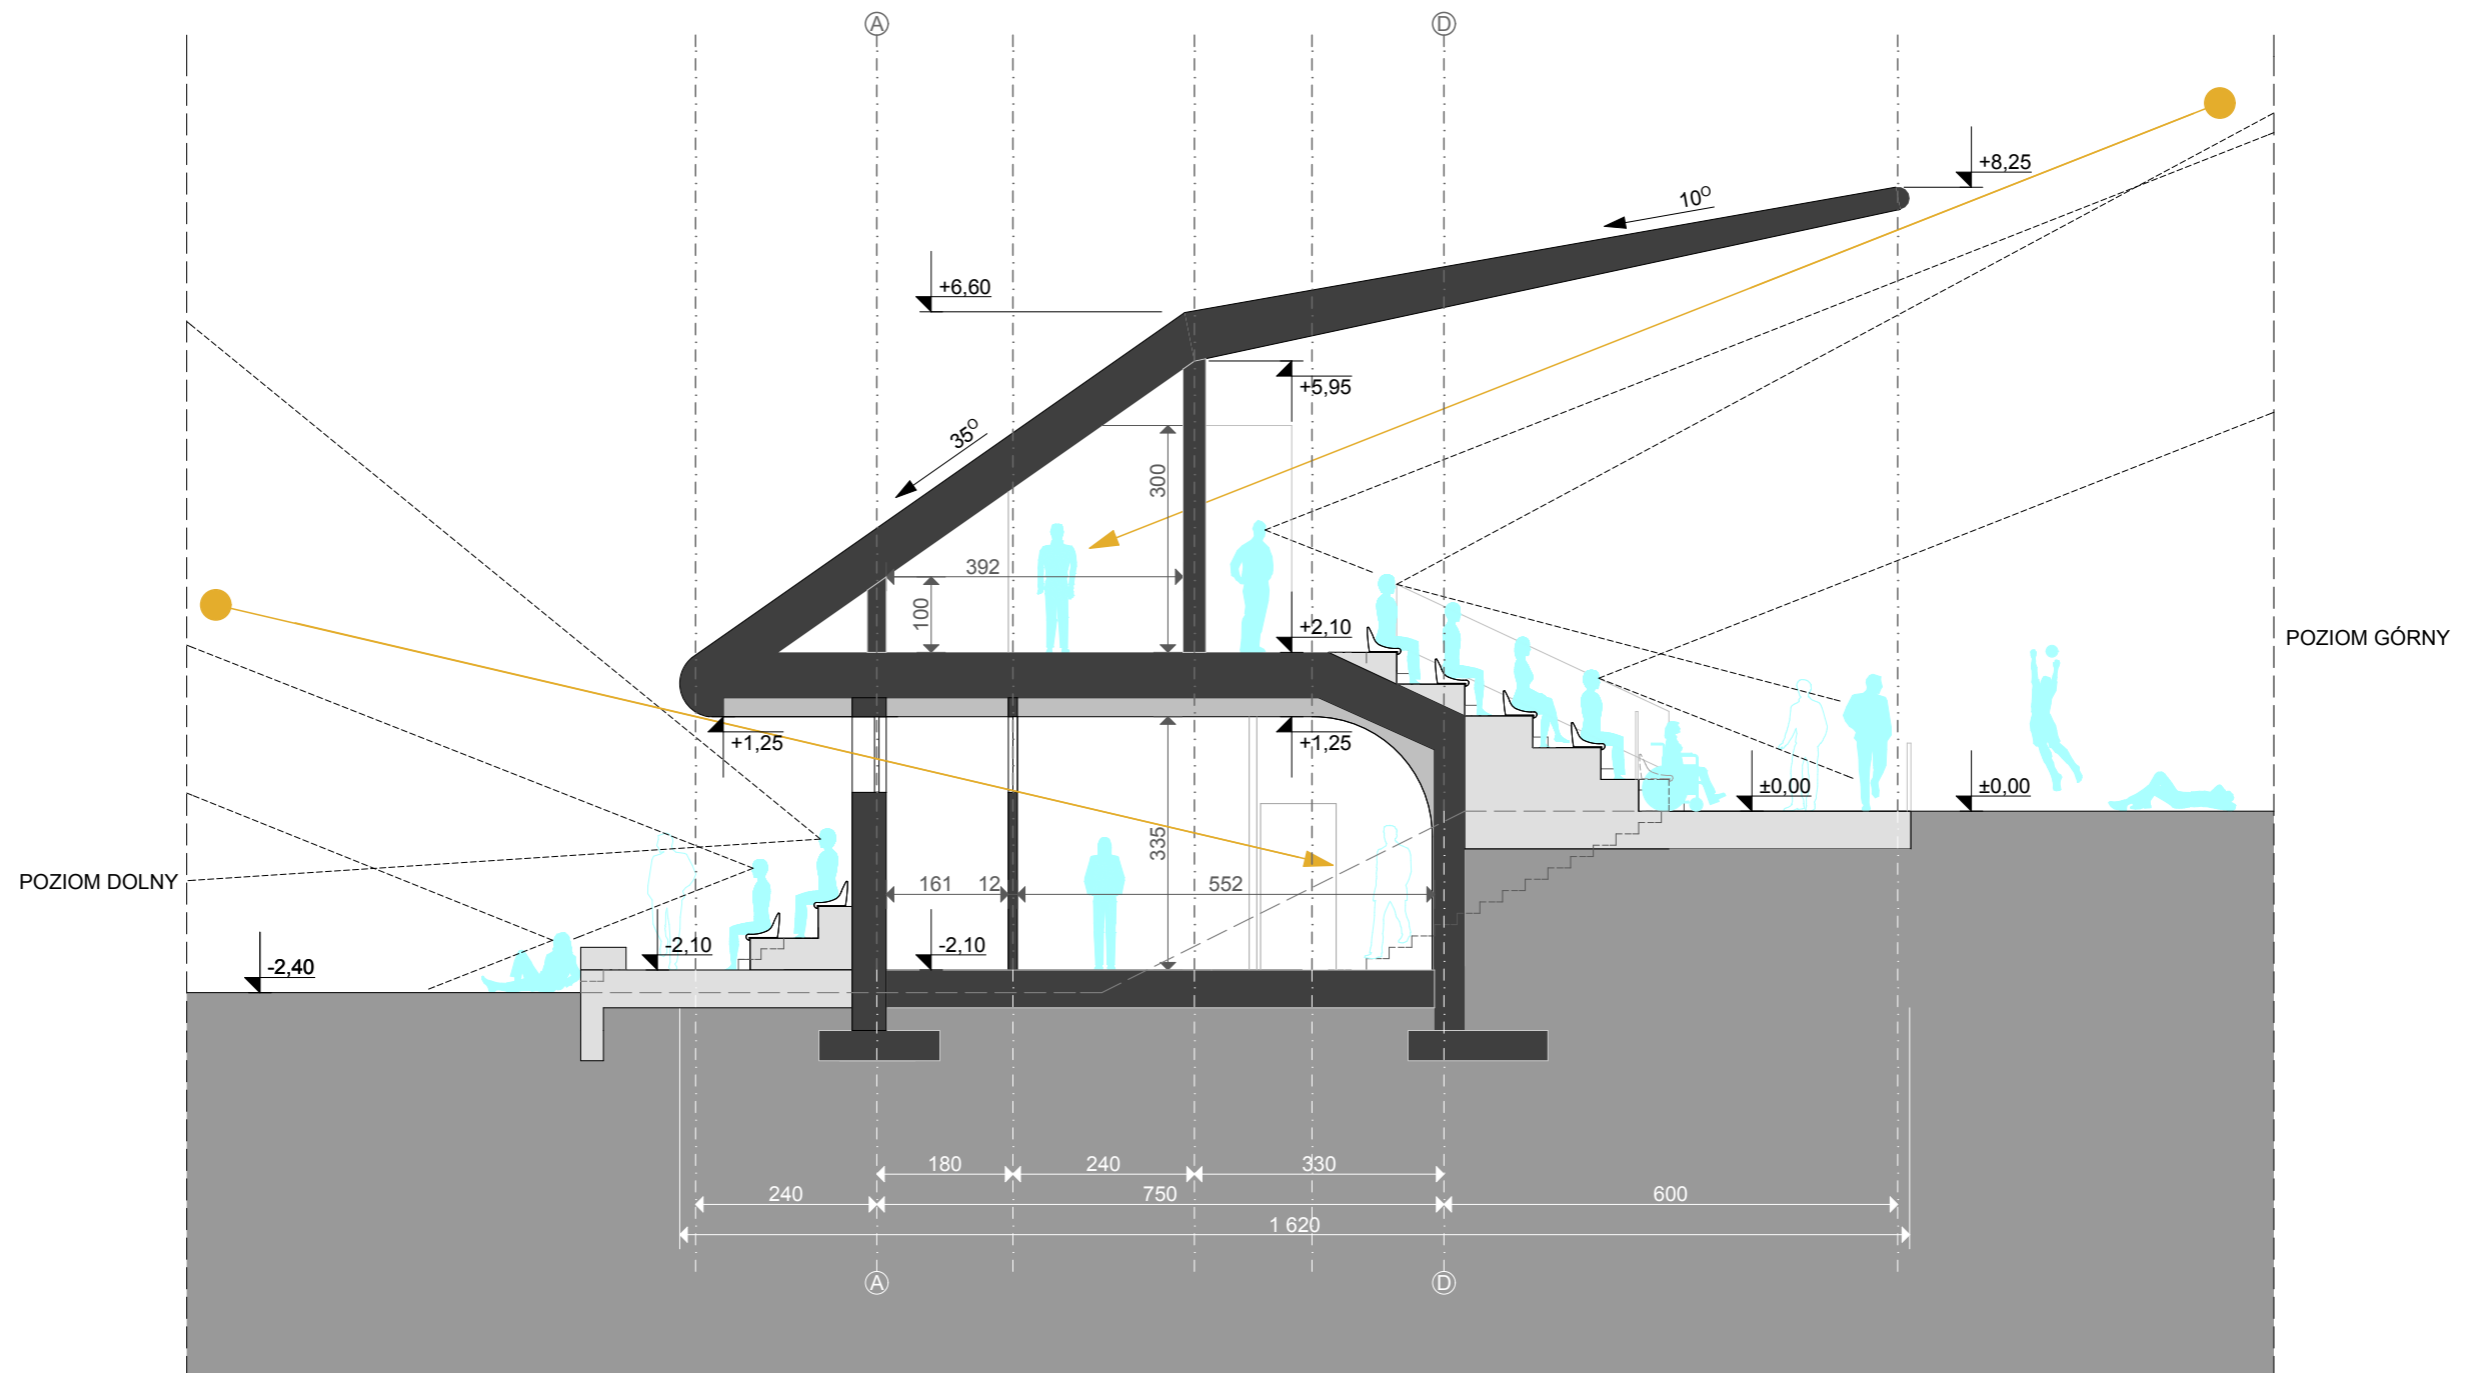 A D
+8,25
10°
+6,60
+5,95
35°
300
392
100
+2,10
POZIOM GÓRNY
+1,25 +1,25
±0,00 ±0,00
335
POZIOM DOLNY
161 12 552
-2,40 -2,10 -2,10
180 240 330
240 750 600
1 620
A D